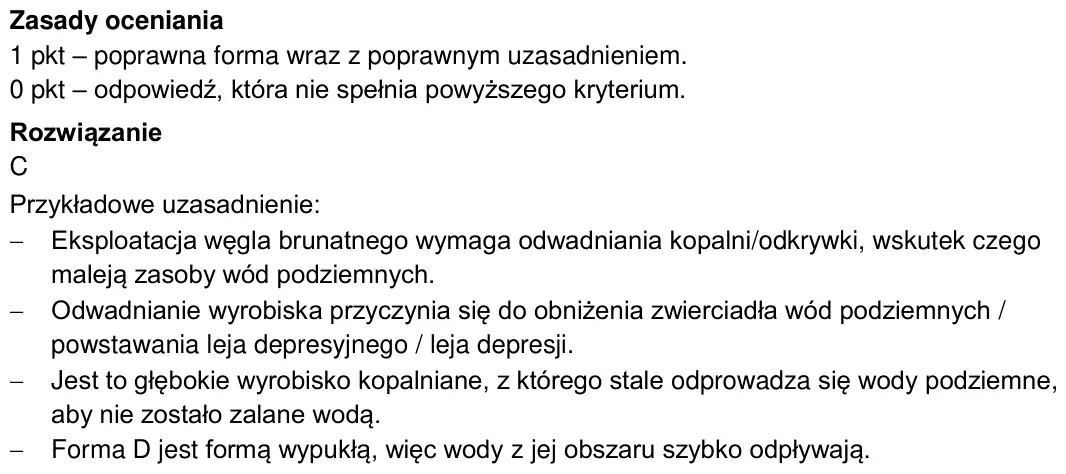 Zasady oceniania
1 pkt – poprawna forma wraz z poprawnym uzasadnieniem.
0 pkt – odpowiedź, która nie spełnia powyższego kryterium.
Rozwiązanie
C
Przykładowe uzasadnienie:
− Eksploatacja węgla brunatnego wymaga odwadniania kopalni/odkrywki, wskutek czego
maleją zasoby wód podziemnych.
− Odwadnianie wyrobiska przyczynia się do obniżenia zwierciadła wód podziemnych /
powstawania leja depresyjnego / leja depresji.
− Jest to głębokie wyrobisko kopalniane, z którego stale odprowadza się wody podziemne,
aby nie zostało zalane wodą.
− Forma D jest formą wypukłą, więc wody z jej obszaru szybko odpływają.